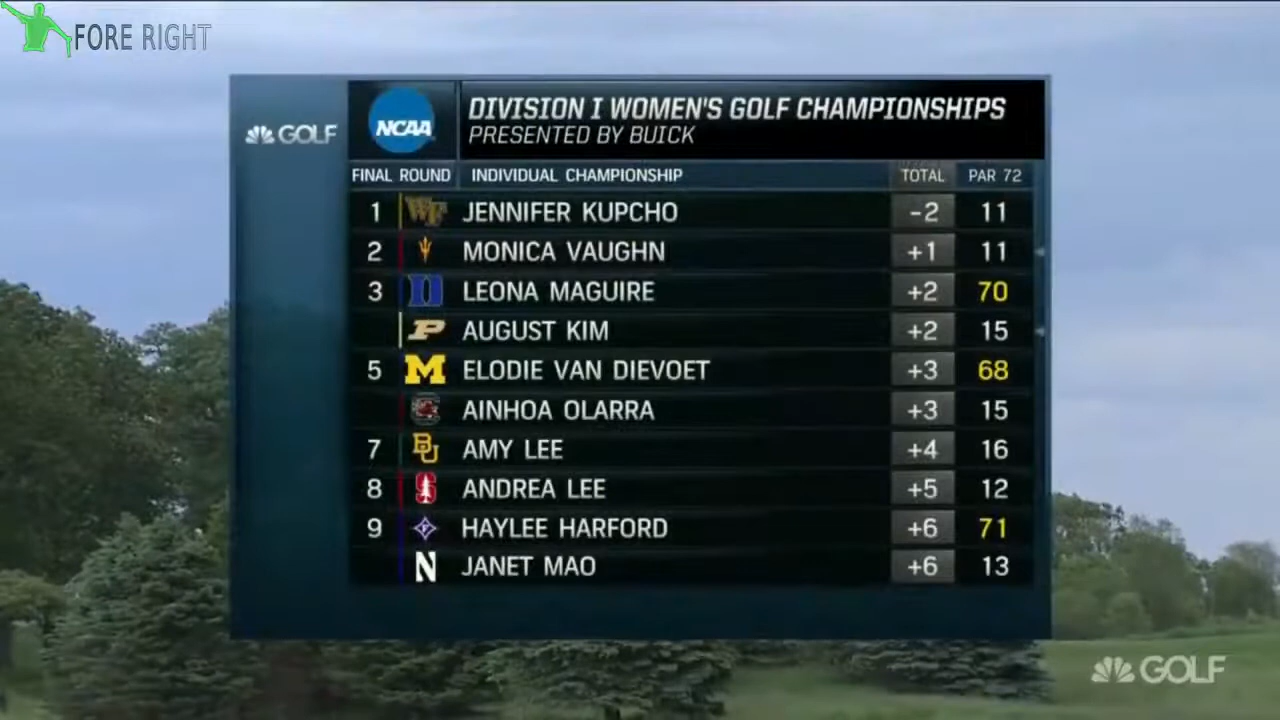 FORE RIGHT
GOLF
NCAA
DIVISION I WOMEN'S GOLF CHAMPIONSHIPS
PRESENTED BY BUICK
FINAL ROUND INDIVIDUAL CHAMPIONSHIP TOTAL PAR 72
1 WF JENNIFER KUPCHO -2 11
2 MONICA VAUGHN +1 11
3 D LEONA MAGUIRE +2 70
P AUGUST KIM +2 15
5 M ELODIE VAN DIEVOET +3 68
C AINHOA OLARRA +3 15
7 BU AMY LEE +4 16
8 S ANDREA LEE +5 12
9 F HAYLEE HARFORD +6 71
N JANET MAO +6 13
GOLF